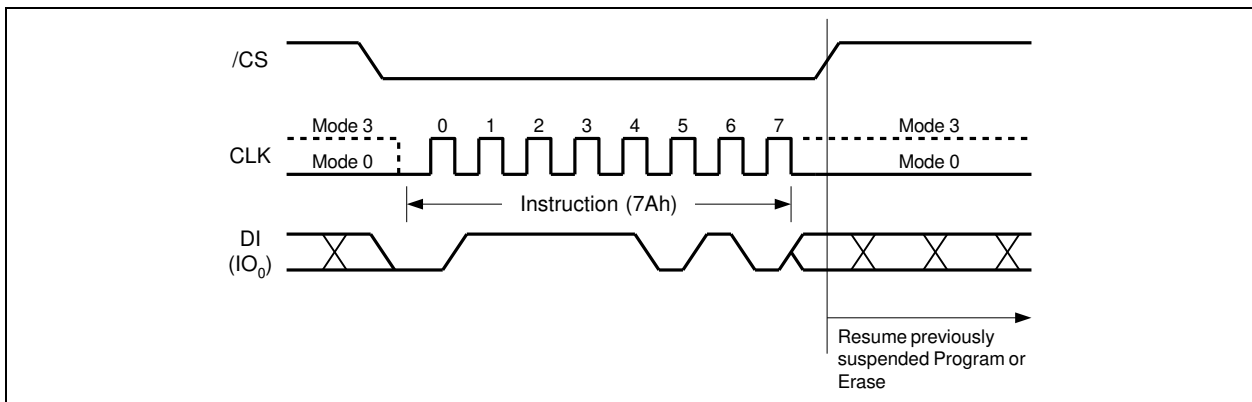 /CS
Mode 3
0 1 2 3 4 5 6 7
Mode 3
CLK
Mode 0
Mode 0
Instruction (7Ah)
DI
(IO0)
Resume previously
suspended Program or
Erase